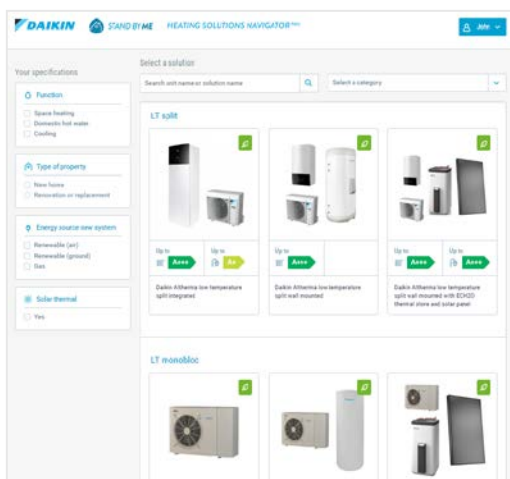 DAIKIN STAND BY ME HEATING SOLUTIONS NAVIGATOR
John
Your specifications
Function
Space heating
Domestic hot water
Cooling
Type of property
New home
Renovation or replacement
Energy source new system
Renewable (air)
Renewable (ground)
Gas
Solar thermal
Yes
Select a solution
Search unit name or solution name
Select a category
LT split
Up to Up to
A+++ A+
Daikin Altherma low temperature
split integrated
Up to
A+++
Daikin Altherma low temperature
split wall mounted
Up to Up to
A+++ A+++
Daikin Altherma low temperature
split wall mounted with ECH2O
thermal store and solar panel
LT monobloc